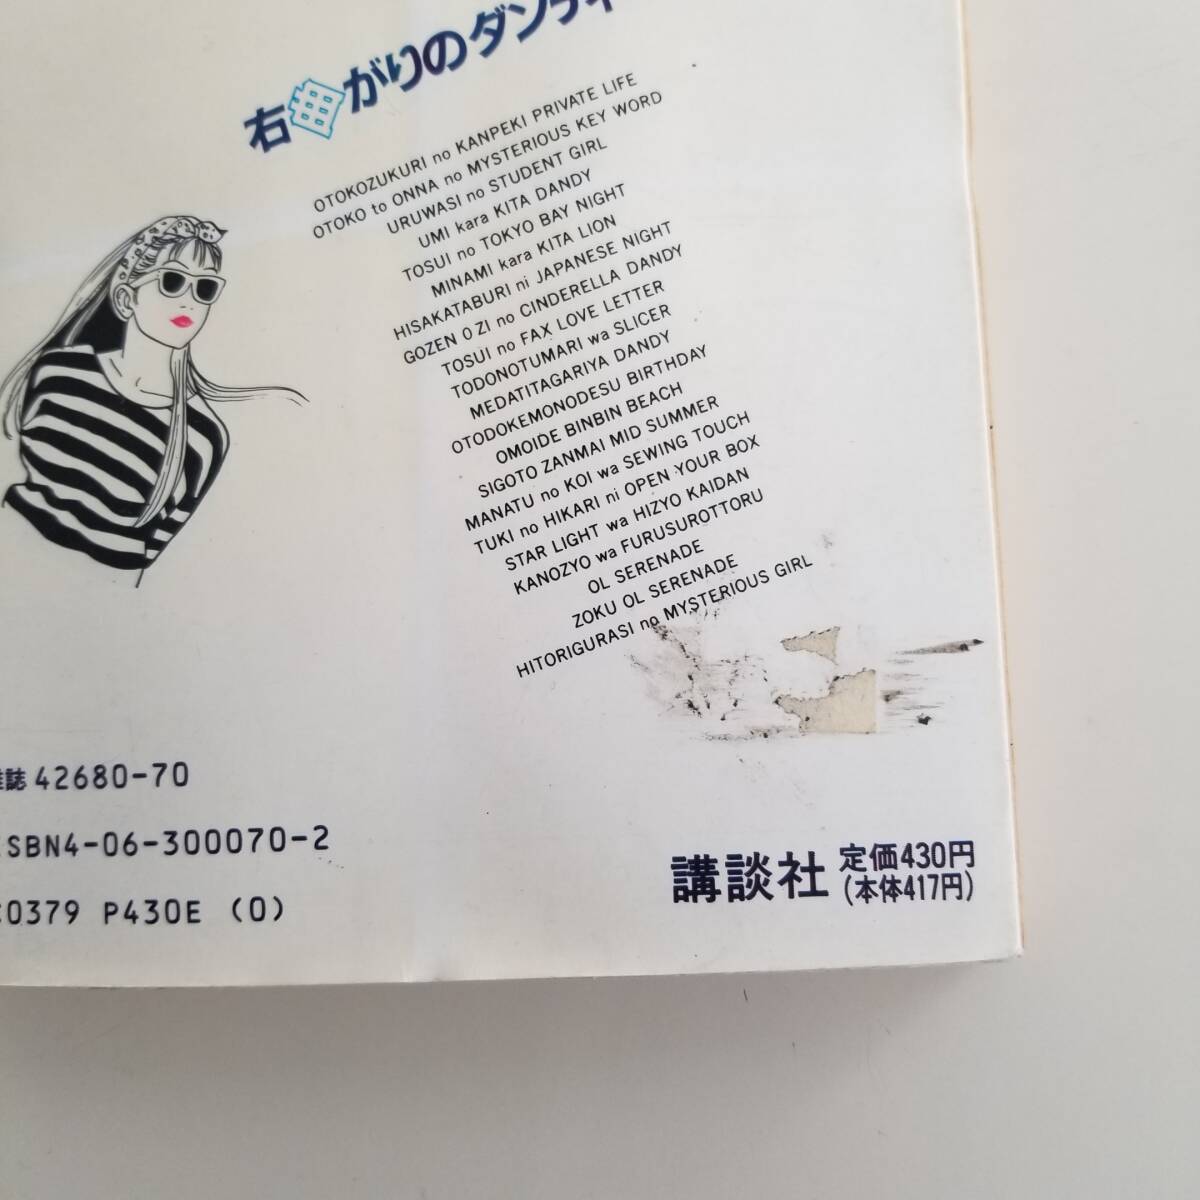 右曲がりのダンディ
OTOKOZUKURI no KANPEKI PRIVATE LIFE
OTOKO to ONNA no MYSTERIOUS KEY WORD
URUWASI no STUDENT GIRL
UMI kara KITA DANDY
TOSUI no TOKYO BAY NIGHT
MINAMI kara KITA LION
HISAKATABURI ni JAPANESE NIGHT
GOZEN 0 ZI no CINDERELLA DANDY
TOSUI no FAX LOVE LETTER
TODONOTUMARI wa SLICER
MEDATITAGARIYA DANDY
OTODOKEMONODESU BIRTHDAY
OMOIDE BINBIN BEACH
SIGOTO ZANMAI MID SUMMER
MANATU no KOI wa SEWING TOUCH
TUKI no HIKARI ni OPEN YOUR BOX
STAR LIGHT wa HIZYO KAIDAN
KANOZYO wa FURUSUROTTORU
OL SERENADE
ZOKU OL SERENADE
HITORIGURASI no MYSTERIOUS GIRL
雑誌 42680-70
ISBN4-06-300070-2
C0379 P430E (0)
講談社 定価430円
(本体417円)